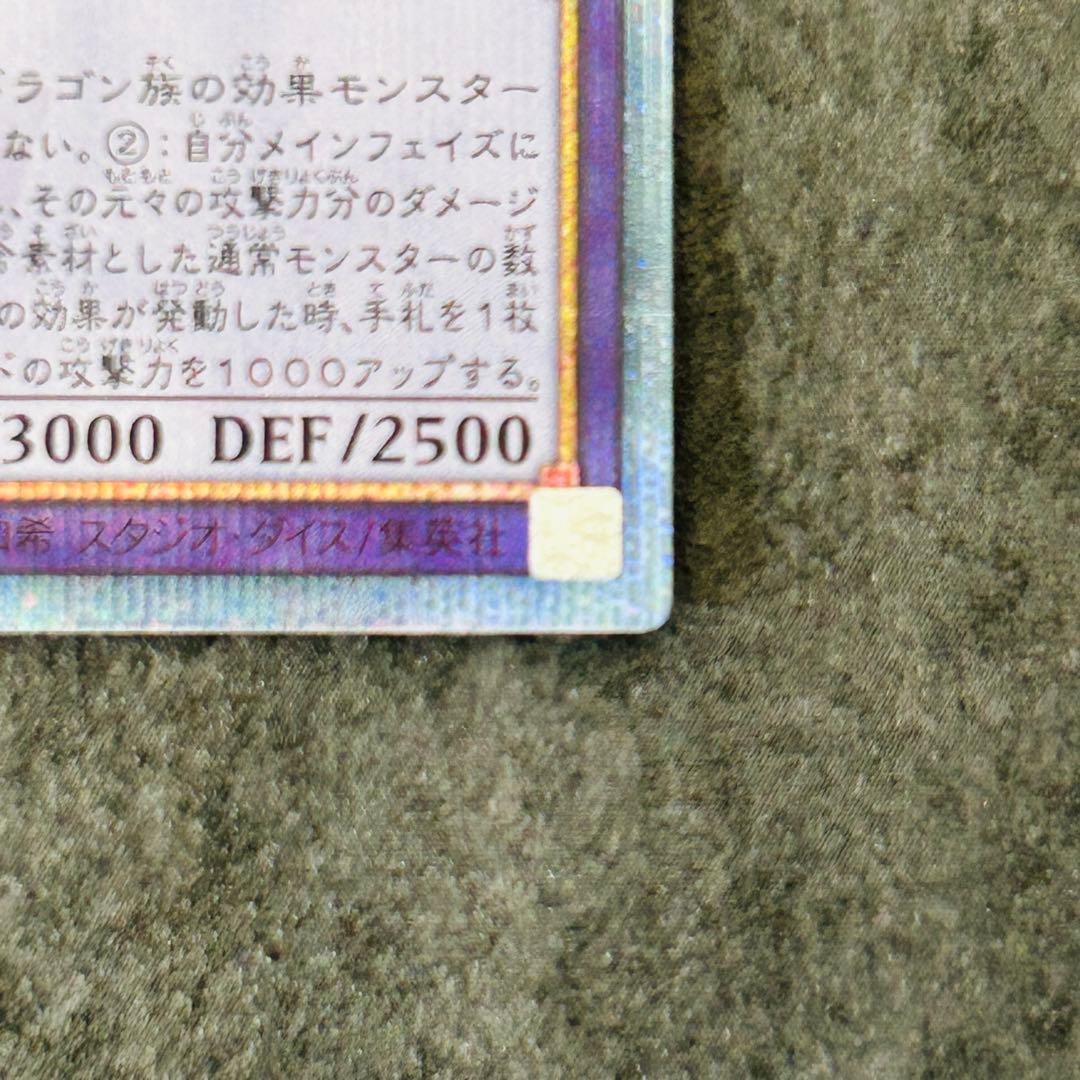 ドラゴン族の効果モンスター
ない。②:自分メインフェイズに
、その元々の攻撃力分のダメージ
素材とした通常モンスターの数
の効果が発動した時、手札を1枚
ドの攻撃力を1000アップする。
3000 DEF/2500
希 スタジオ・ダイス/集英社